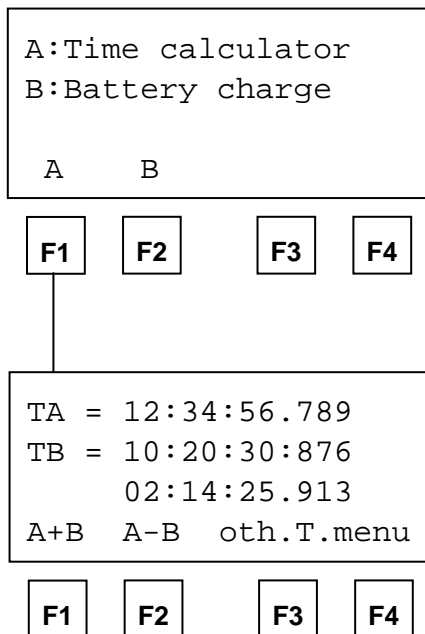 A:Time calculator
B:Battery charge
A B
F1 F2 F3 F4
TA = 12:34:56.789
TB = 10:20:30:876
02:14:25.913
A+B A-B oth.T.menu
F1 F2 F3 F4